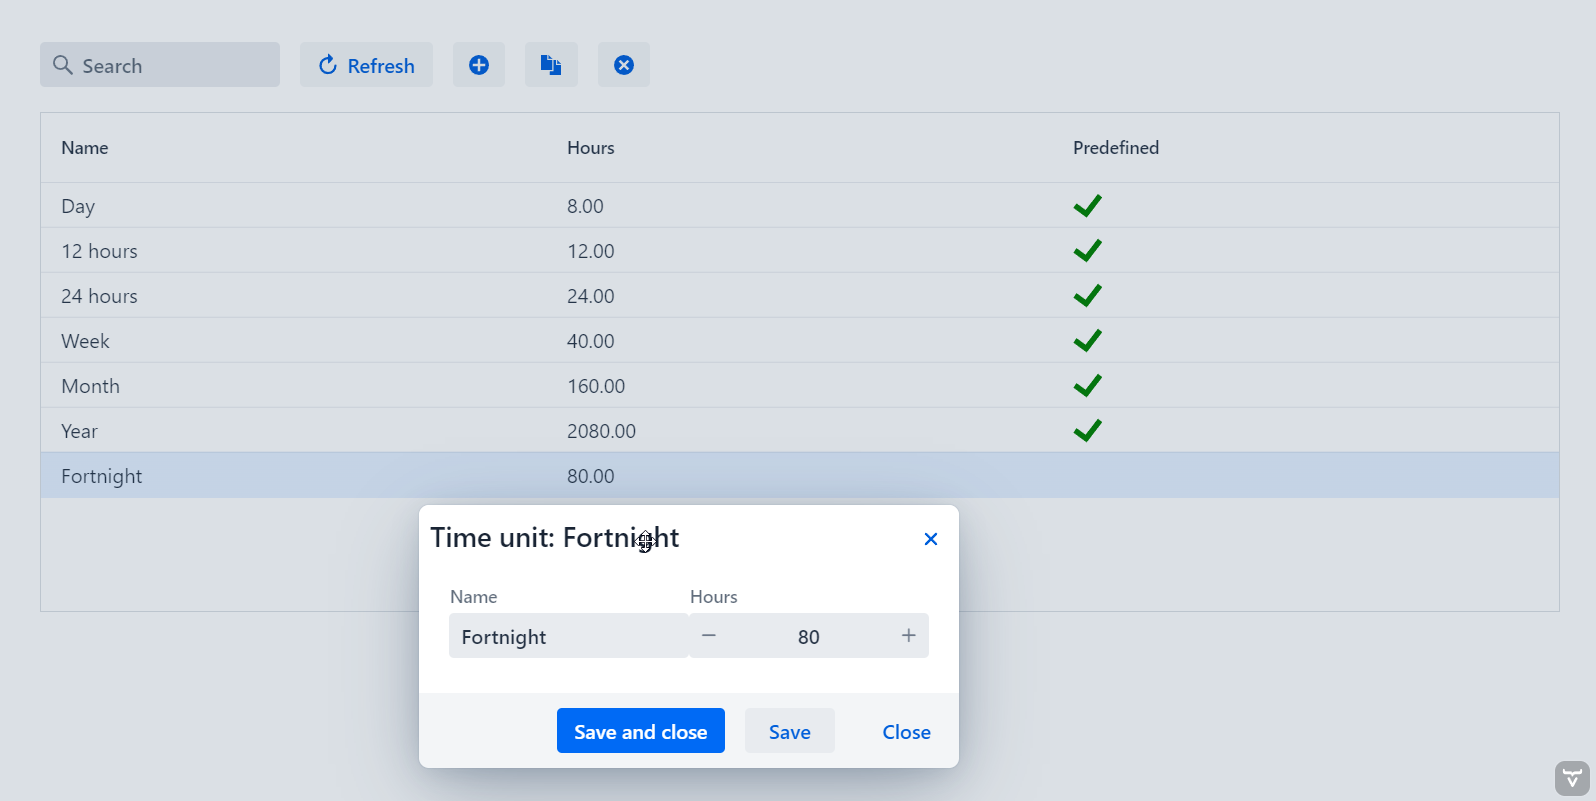 Search Refresh
Name Hours Predefined
Day 8.00
12 hours 12.00
24 hours 24.00
Week 40.00
Month 160.00
Year 2080.00
Fortnight 80.00
Time unit: Fortnight
Name Hours
Fortnight 80
Save and close Save Close